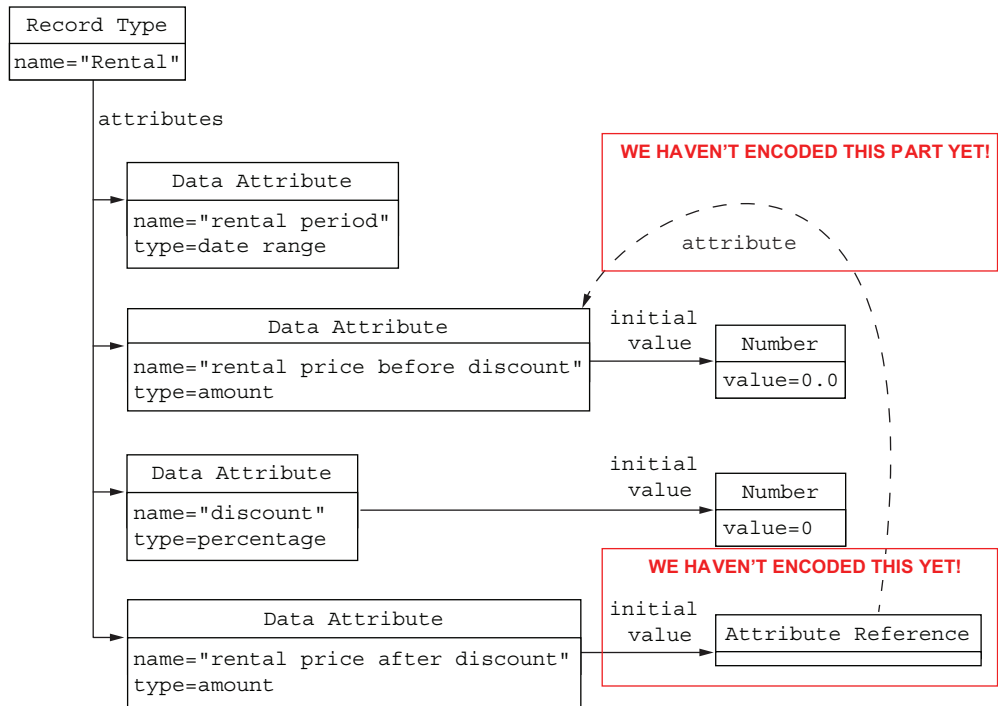 Record Type
name="Rental"
attributes
WE HAVEN'T ENCODED THIS PART YET!
attribute
Data Attribute
name="rental period"
type=date range
Data Attribute
name="rental price before discount"
type=amount
initial
value
Number
value=0.0
Data Attribute
name="discount"
type=percentage
initial
value
Number
value=0
WE HAVEN'T ENCODED THIS YET!
Data Attribute
name="rental price after discount"
type=amount
initial
value
Attribute Reference